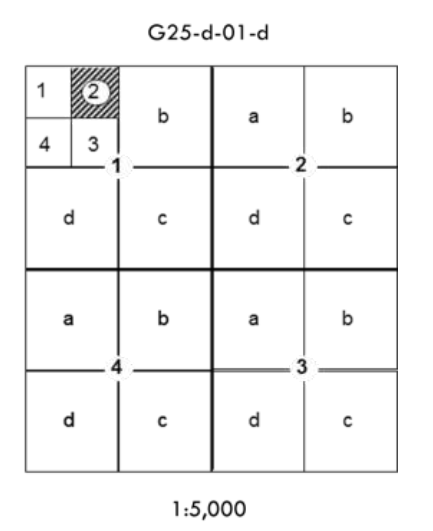 G25-d-01-d
1 2 b a b
4 3
1 2
d c d c
a b a b
4 3
d c d c
1:5,000